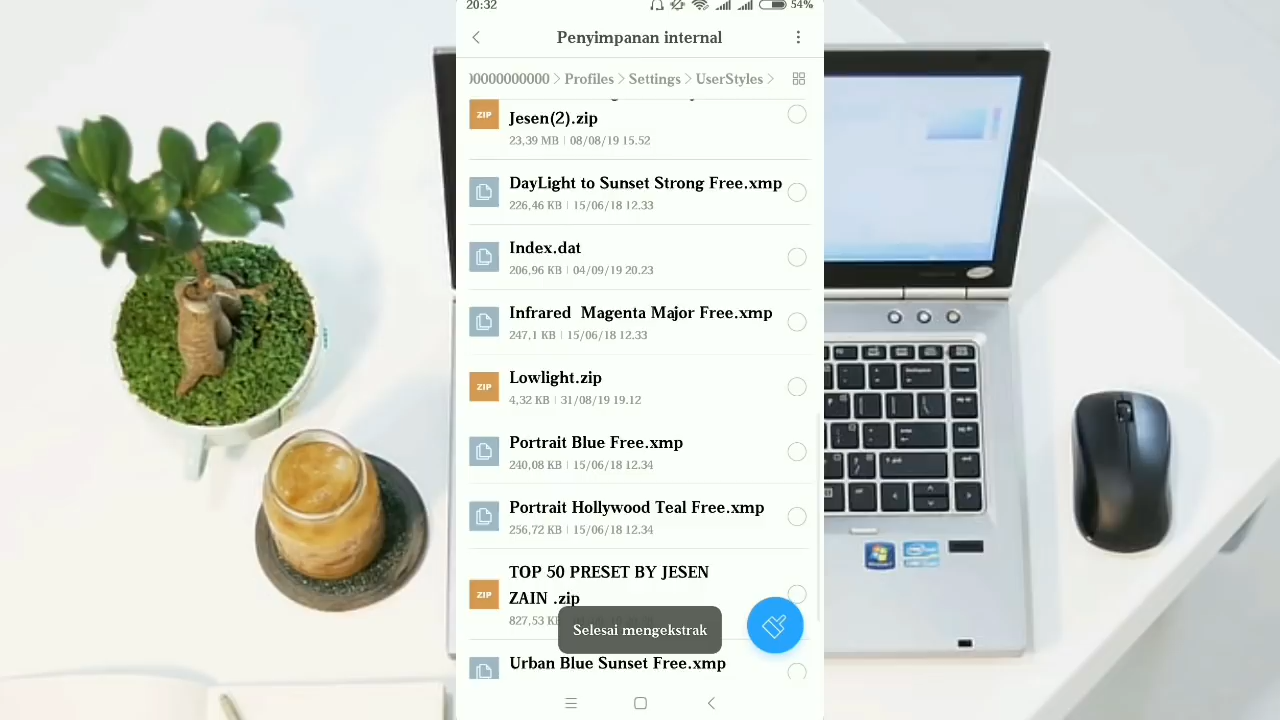 20:32
54%
Penyimpanan internal
00000000000 > Profiles > Settings > UserStyles >
ZIP
Jesen(2).zip
23,39 MB | 08/08/19 15.52
DayLight to Sunset Strong Free.xmp
226,46 KB | 15/06/18 12.33
Index.dat
206,96 KB | 04/09/19 20.23
Infrared  Magenta Major Free.xmp
247,1 KB | 15/06/18 12.33
ZIP
Lowlight.zip
4,32 KB | 31/08/19 19.12
Portrait Blue Free.xmp
240,08 KB | 15/06/18 12.34
Portrait Hollywood Teal Free.xmp
256,72 KB | 15/06/18 12.34
ZIP
TOP 50 PRESET BY JESEN
ZAIN .zip
827,53 K
Selesai mengekstrak
Urban Blue Sunset Free.xmp